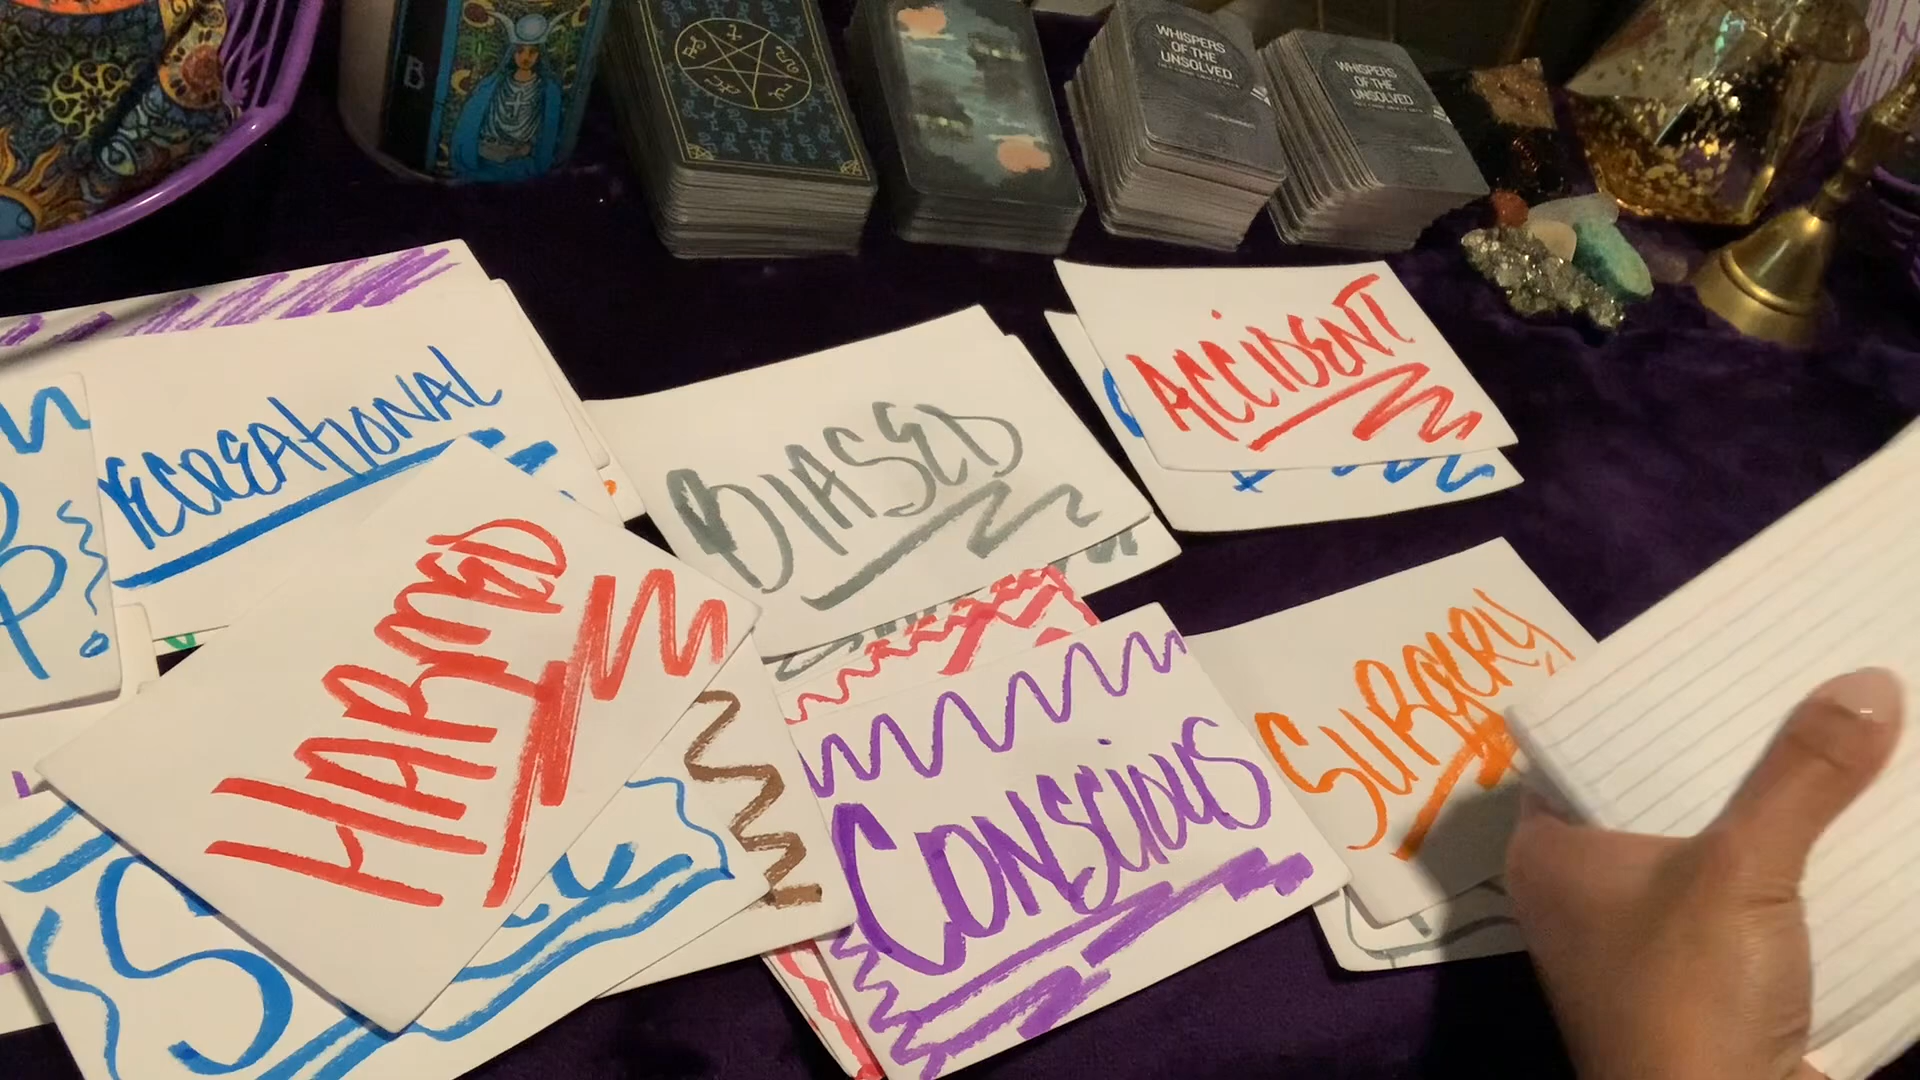 B
WHISPERS
OF THE
UNSOLVED
WHISPERS
OF THE
UNSOLVED
ACCIDENT
RECREATIONAL
BIASED
HARMED
SURGERY
CONSCIOUS